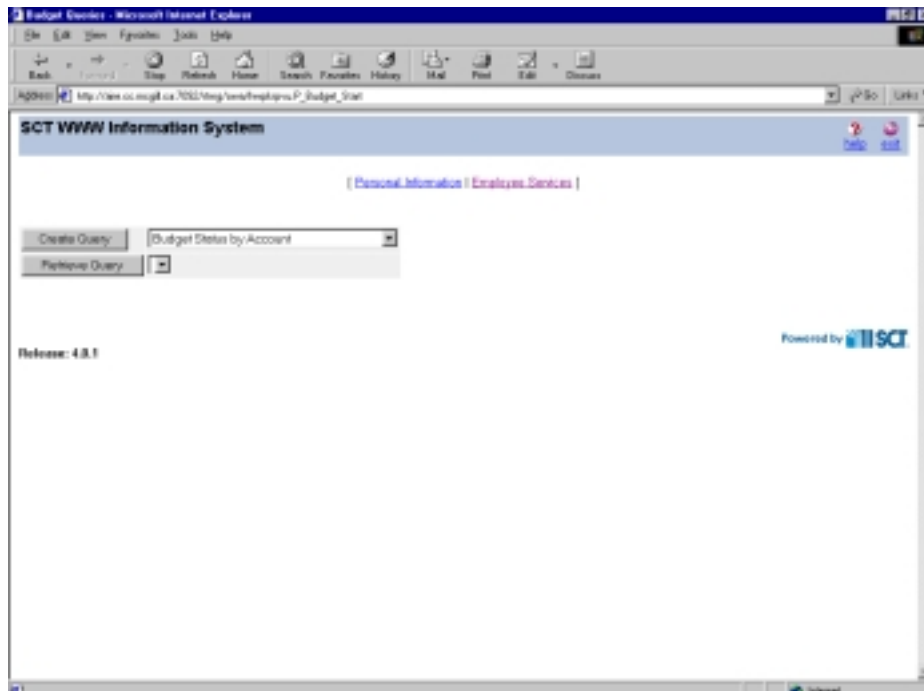 Budget Queries - Microsoft Internet Explorer
File Edit View Favorites Tools Help
Back Forward Stop Refresh Home Search Favorites History Mail Print Edit Discuss
Address Go Links
SCT WWW Information System
help exit
[ Personal Information | Employee Services ]
Create Query Budget Status by Account
Retrieve Query
Powered by SCT
Release: 4.0.1
Internet